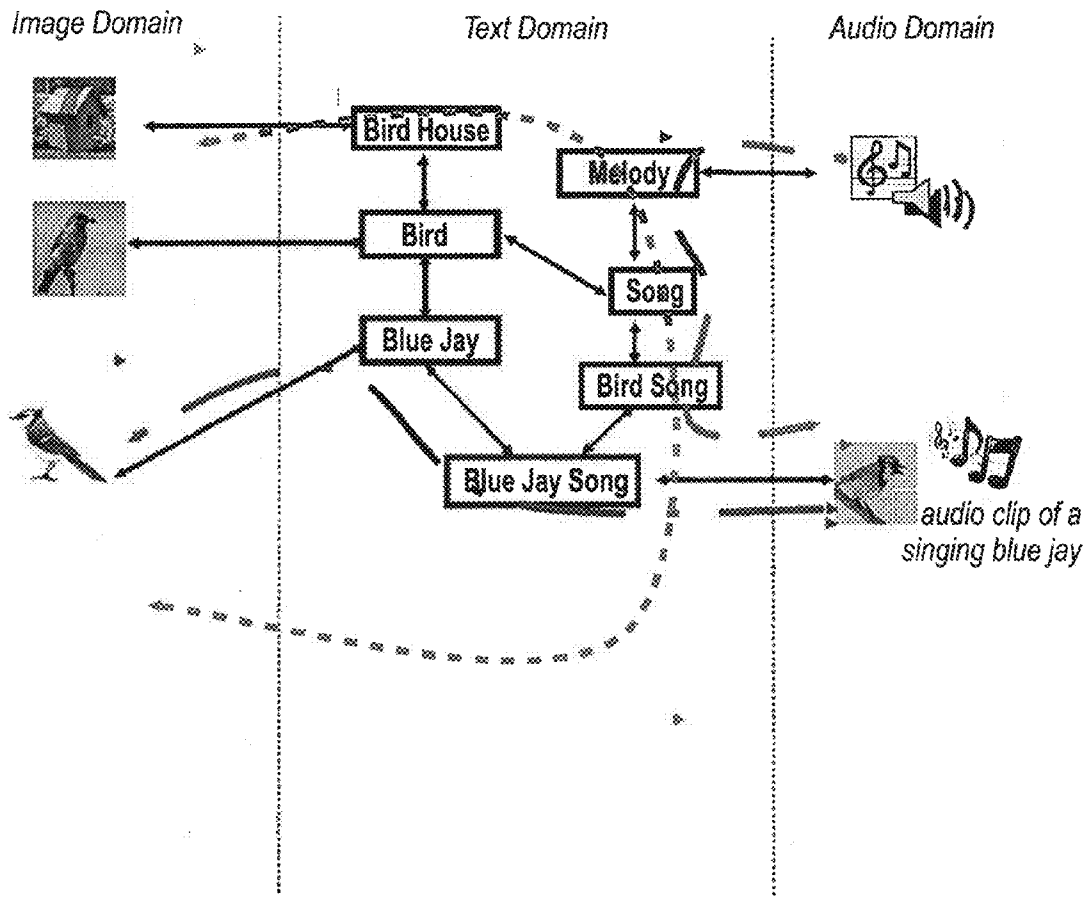 Image Domain
Text Domain
Audio Domain
Bird House
Melody
Bird
Song
Blue Jay
Bird Song
Blue Jay Song
audio clip of a
singing blue jay